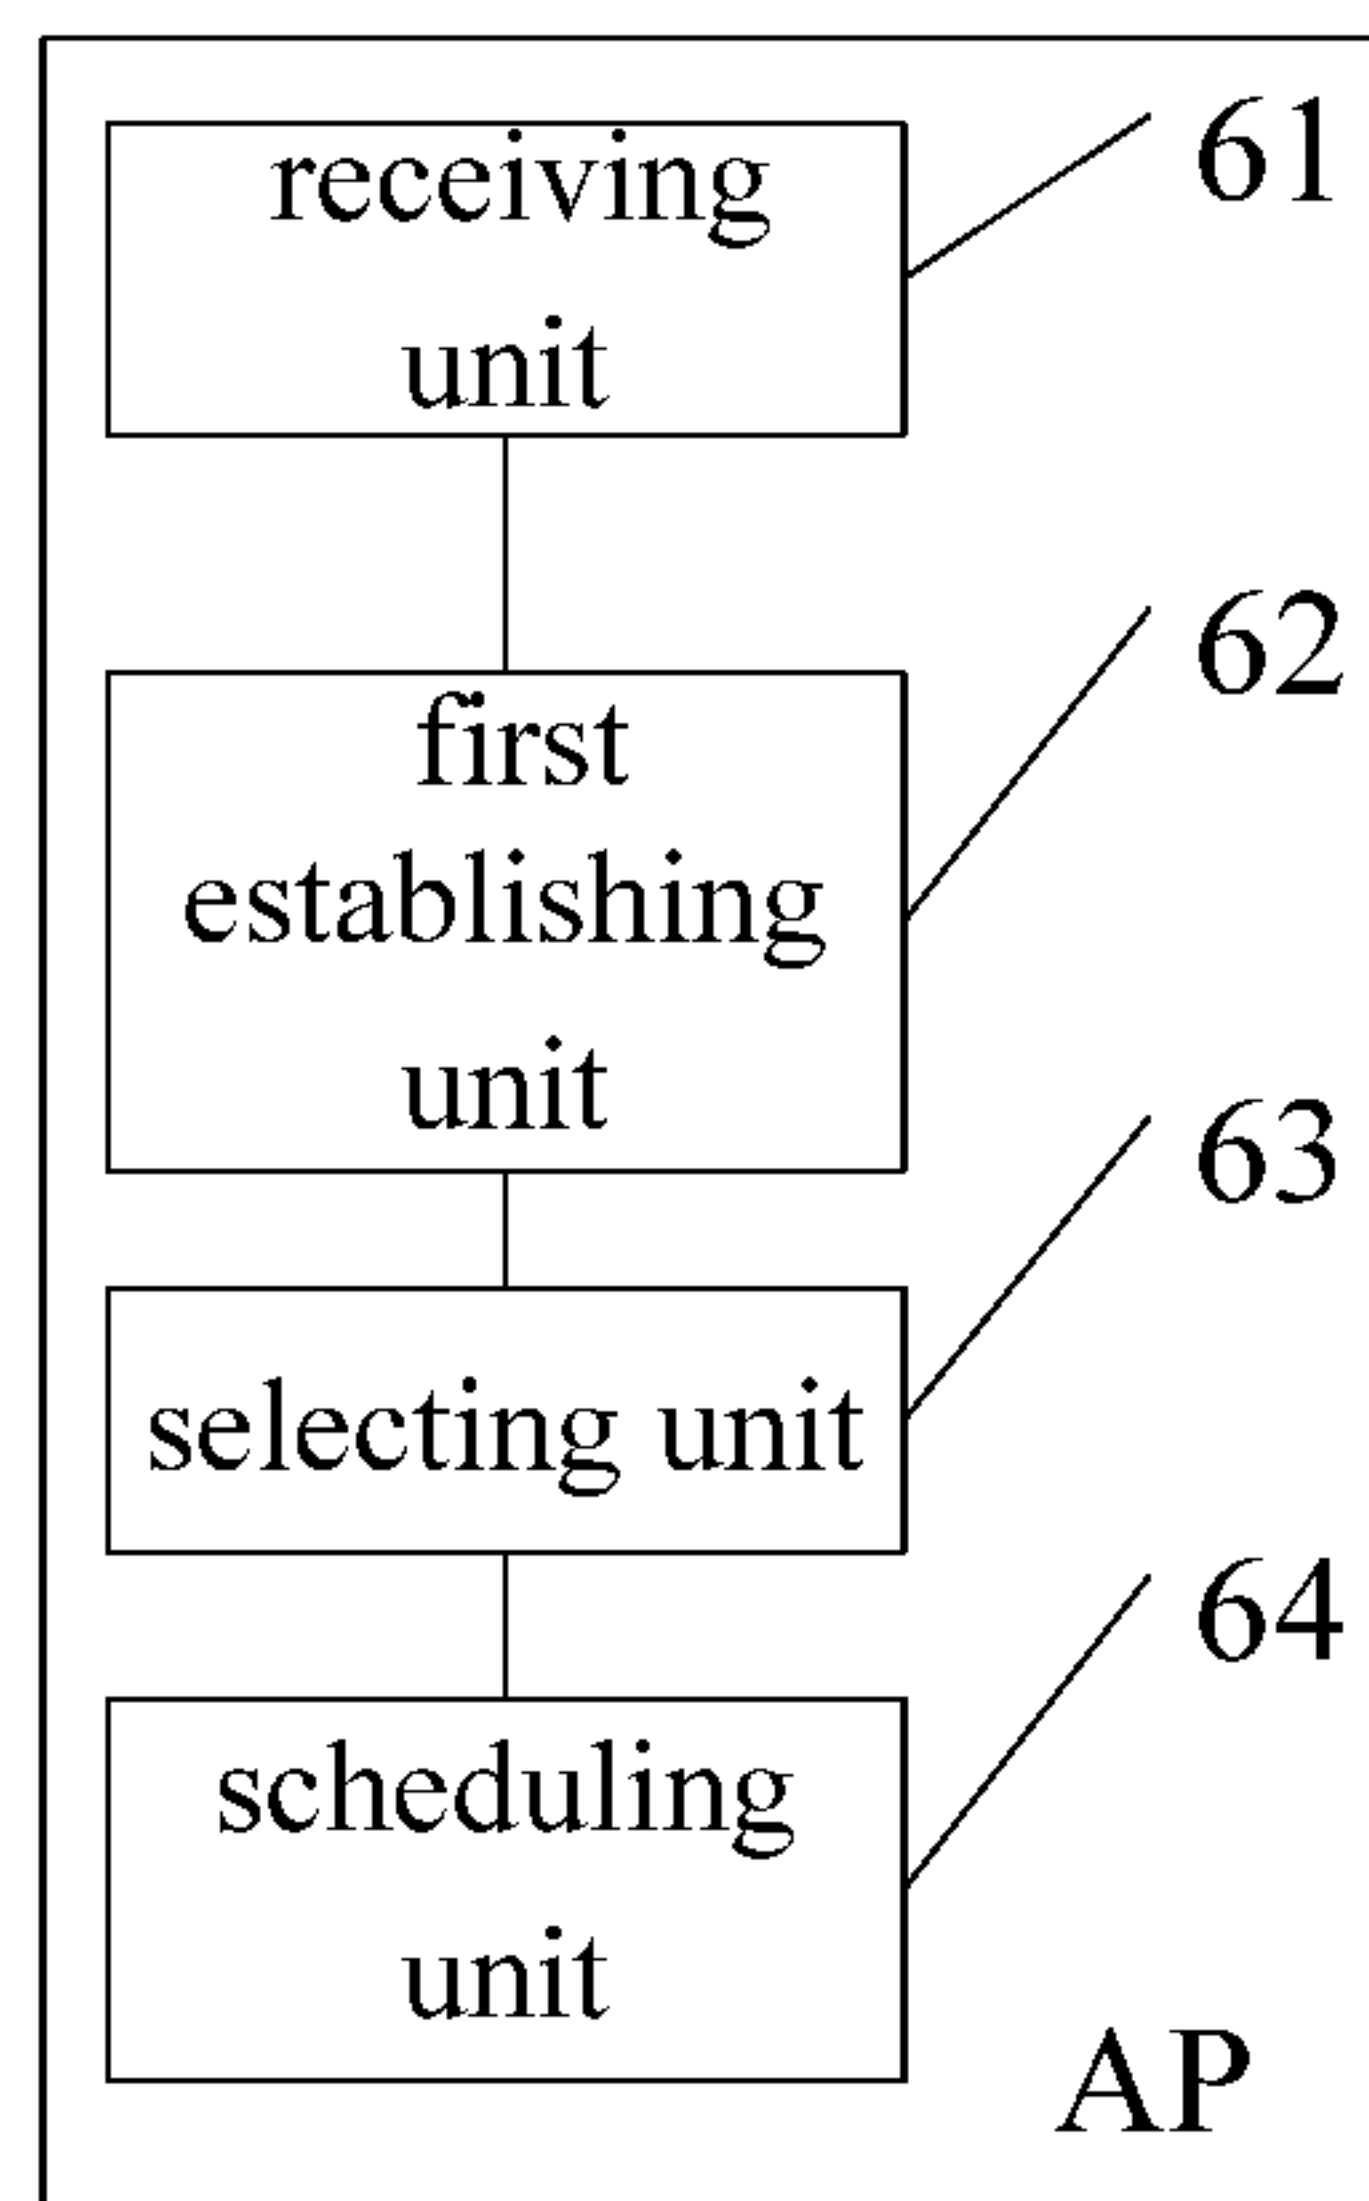 receiving
unit
61
first
establishing
unit
62
selecting unit
63
scheduling
unit
64
AP